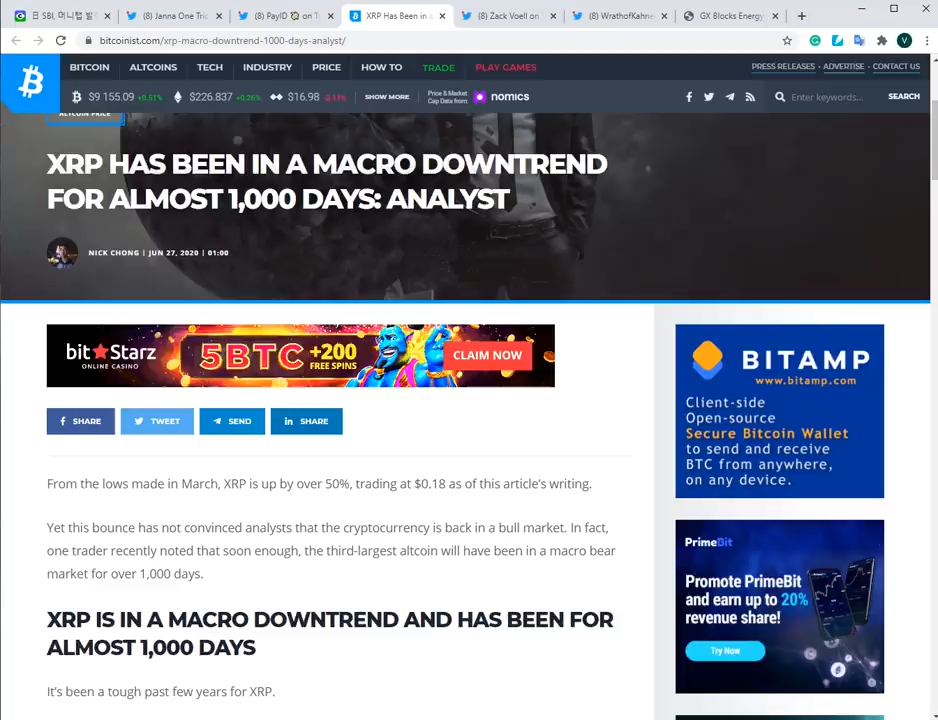 日 SBI, 머니탭 발
(8) Janna One Tric
(8) PayID
on T
XRP Has Been in a
(8) Zack Voell on
(8) WrathofKahne
GX Blocks Energy
bitcoinist.com/xrp-macro-downtrend-1000-days-analyst/
V
BITCOIN ALTCOINS TECH INDUSTRY PRICE HOW TO TRADE PLAY GAMES
PRESS RELEASES • ADVERTISE • CONTACT US
$9 155.09 +0.51% $226.837 +0.26% $16.98 SHOW MORE
Price & Market
Cap Data from:
nomics
Enter keywords... SEARCH
ALTCOIN PRICE
XRP HAS BEEN IN A MACRO DOWNTREND
FOR ALMOST 1,000 DAYS: ANALYST
NICK CHONG | JUN 27, 2020 | 01:00
bitStarz
ONLINE CASINO
5BTC +200
FREE SPINS
CLAIM NOW
SHARE TWEET SEND SHARE
From the lows made in March, XRP is up by over 50%, trading at $0.18 as of this article's writing.
Yet this bounce has not convinced analysts that the cryptocurrency is back in a bull market. In fact,
one trader recently noted that soon enough, the third-largest altcoin will have been in a macro bear
market for over 1,000 days.
XRP IS IN A MACRO DOWNTREND AND HAS BEEN FOR
ALMOST 1,000 DAYS
It's been a tough past few years for XRP.
BITAMP
www.bitamp.com
Client-side
Open-source
Secure Bitcoin Wallet
to send and receive
BTC from anywhere,
on any device.
PrimeBit
Promote PrimeBit
and earn up to 20%
revenue share!
Try Now